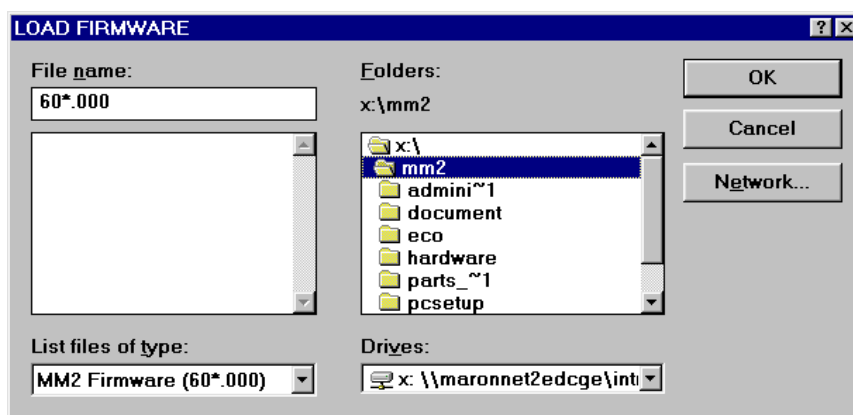 LOAD FIRMWARE
File name:
60*.000
Folders:
x:\mm2
x:\
mm2
admini~1
document
eco
hardware
parts_~1
pcsetup
OK
Cancel
Network...
List files of type:
MM2 Firmware (60*.000)
Drives:
x: \\maronnet2edcge\int